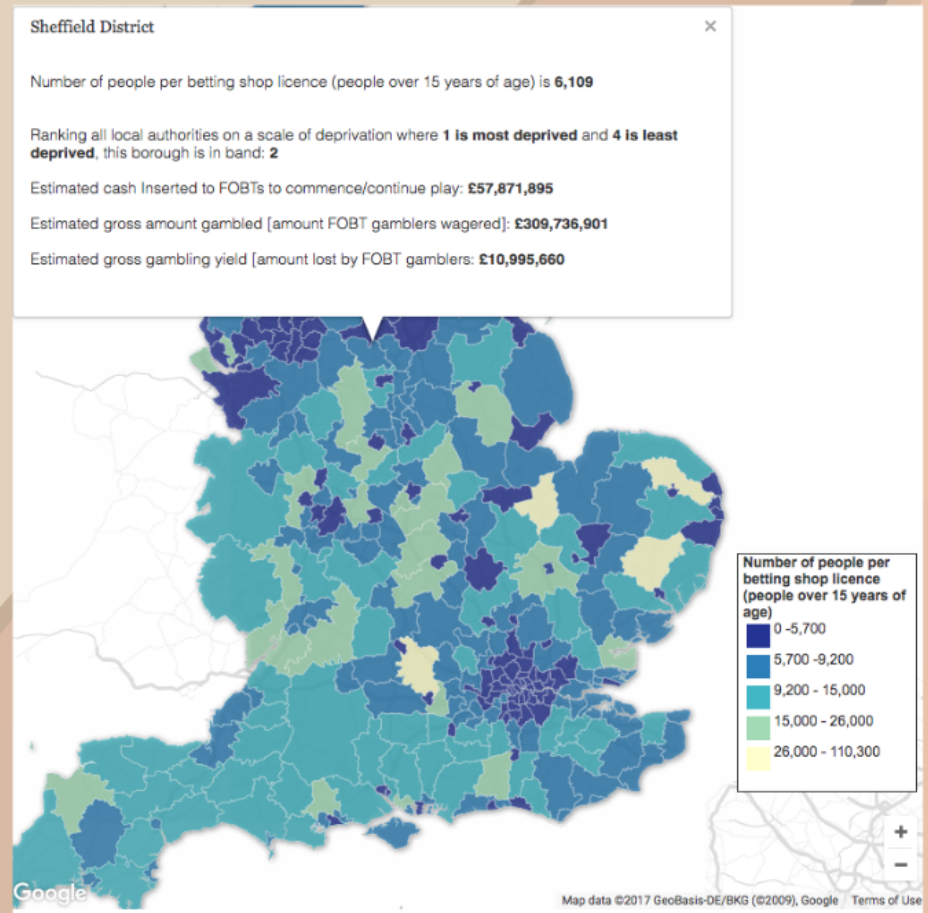 Sheffield District
×
Number of people per betting shop licence (people over 15 years of age) is 6,109
Ranking all local authorities on a scale of deprivation where 1 is most deprived and 4 is least
deprived, this borough is in band: 2
Estimated cash Inserted to FOBTs to commence/continue play: £57,871,895
Estimated gross amount gambled [amount FOBT gamblers wagered]: £309,736,901
Estimated gross gambling yield [amount lost by FOBT gamblers: £10,995,660
Number of people per
betting shop licence
(people over 15 years of
age)
0 -5,700
5,700 -9,200
9,200 - 15,000
15,000 - 26,000
26,000 - 110,300
+
−
Google
Map data ©2017 GeoBasis-DE/BKG (©2009), Google Terms of Use